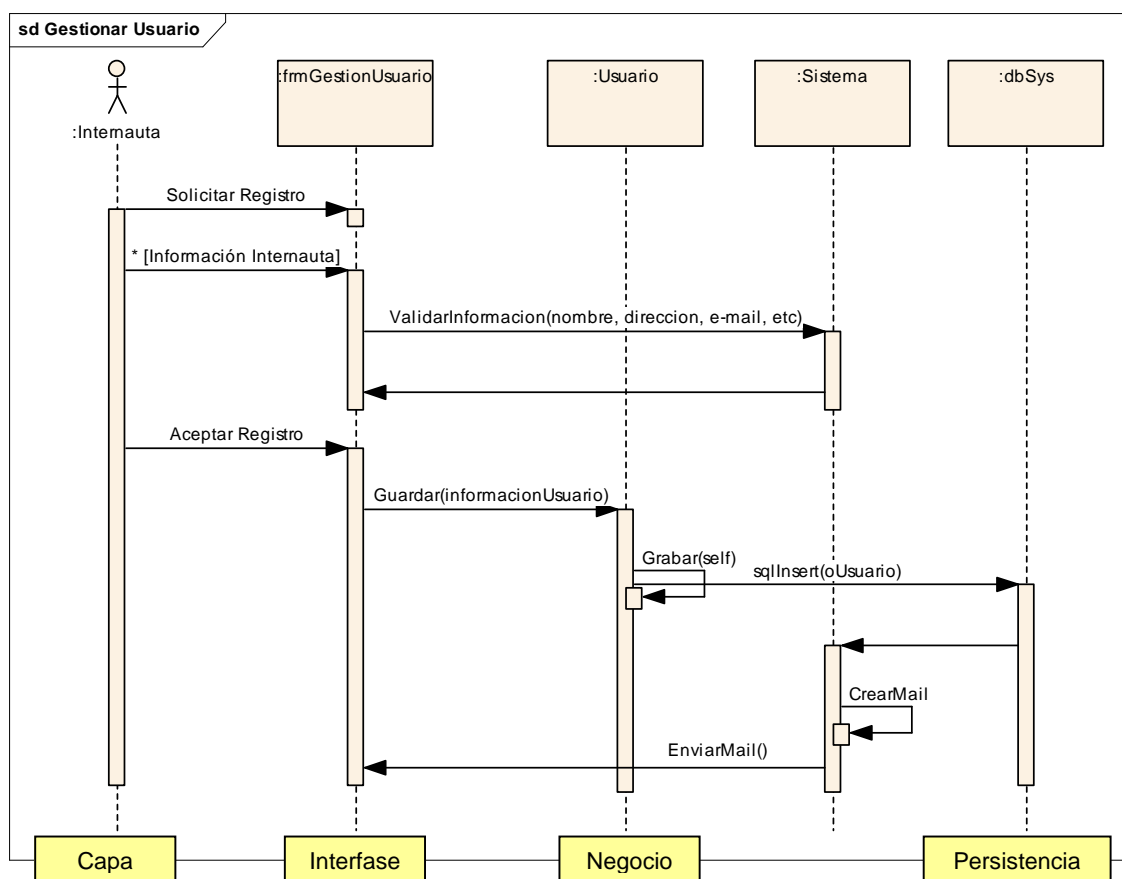 sd Gestionar Usuario
:Internauta
:frmGestionUsuario
:Usuario
:Sistema
:dbSys
Solicitar Registro
* [Información Internauta]
ValidarInformacion(nombre, direccion, e-mail, etc)
Aceptar Registro
Guardar(informacionUsuario)
Grabar(self)
sqlInsert(oUsuario)
CrearMail
EnviarMail()
Capa
Interfase
Negocio
Persistencia